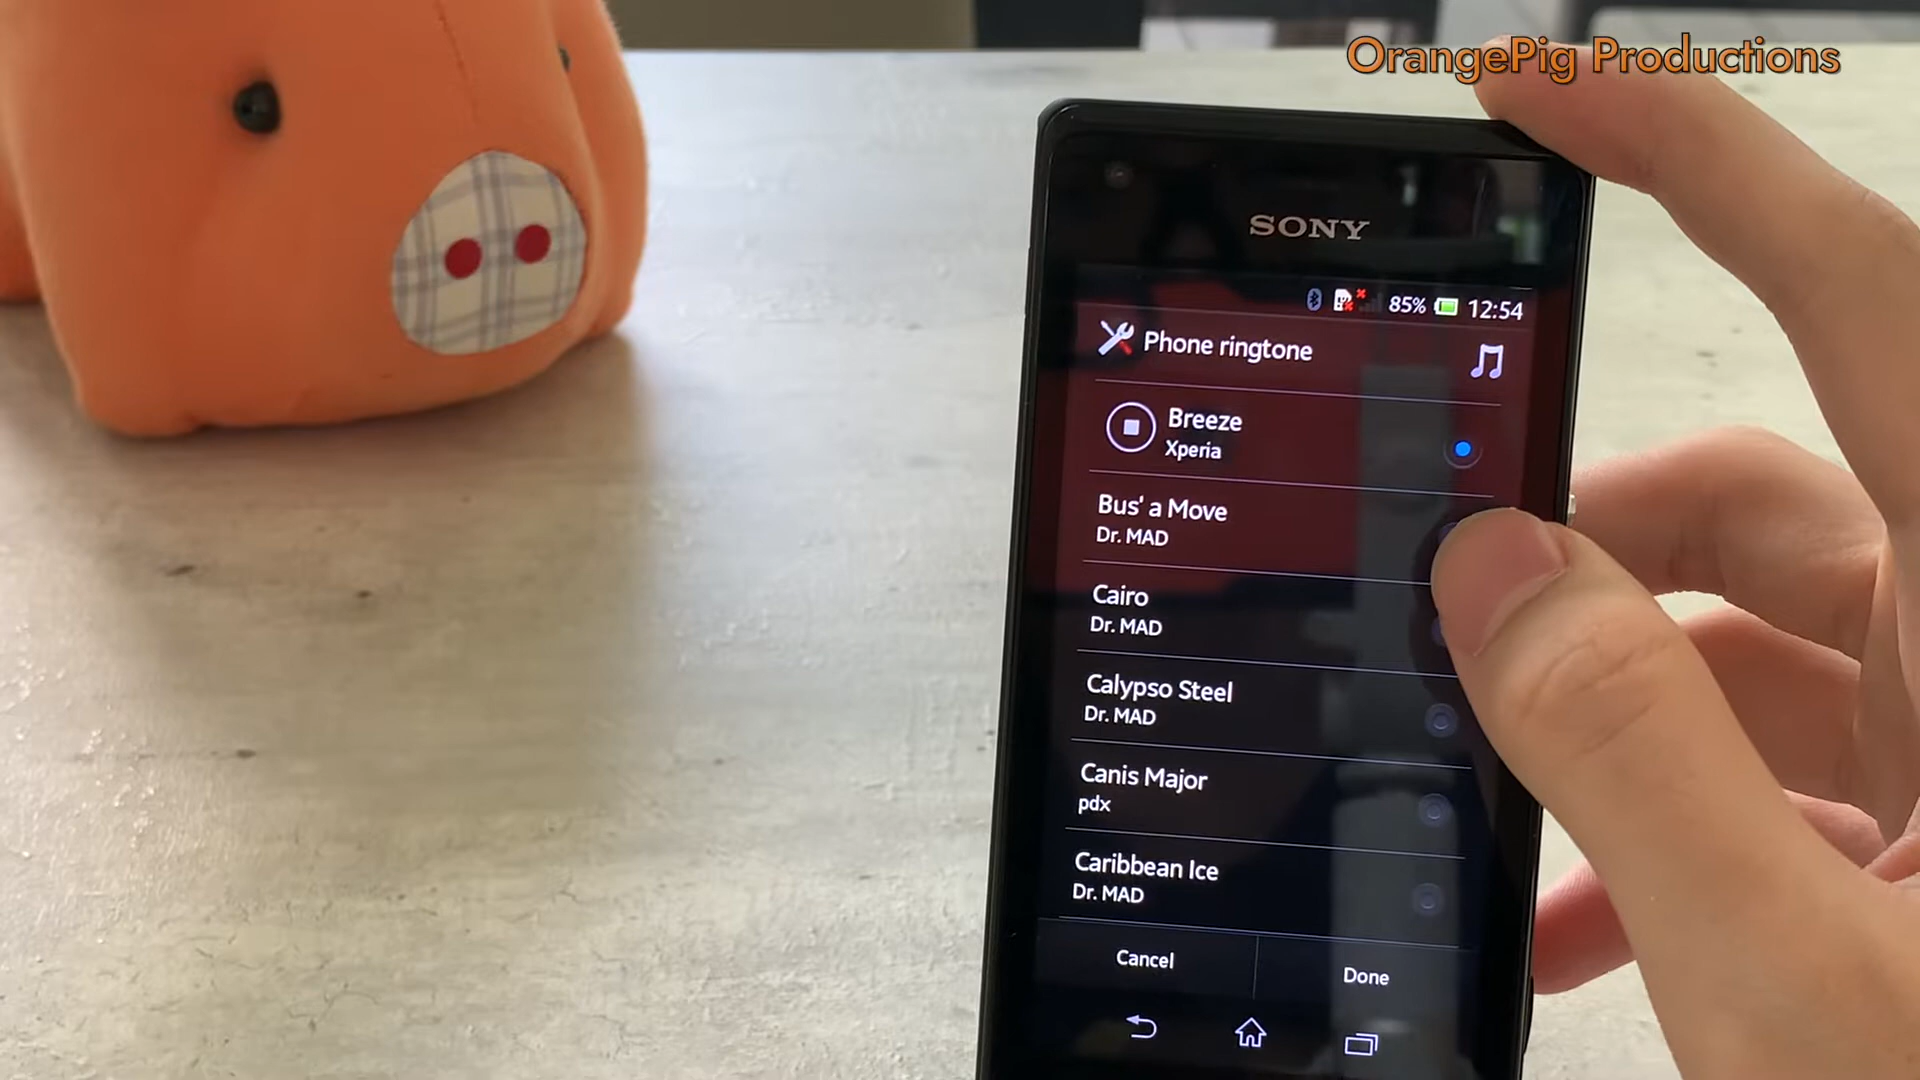 OrangePig Productions
SONY
85% 12:54
Phone ringtone
Breeze
Xperia
Bus' a Move
Dr. MAD
Cairo
Dr. MAD
Calypso Steel
Dr. MAD
Canis Major
pdx
Caribbean Ice
Dr. MAD
Cancel Done